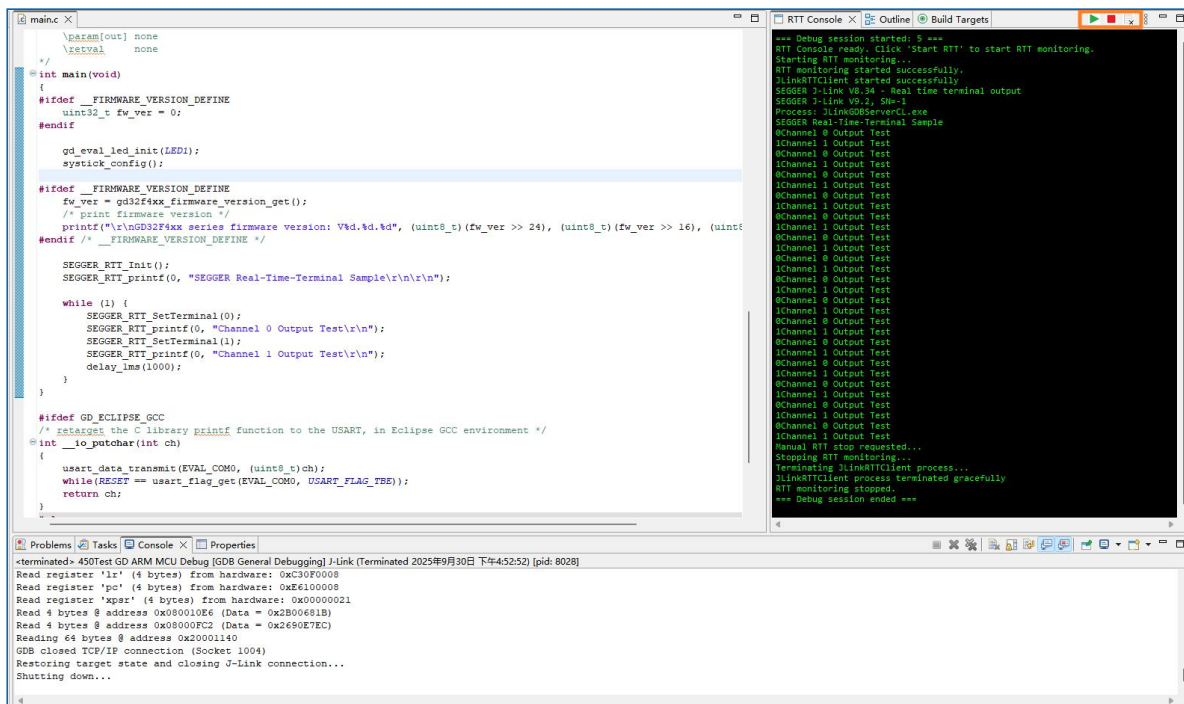 main.c
\param[out] none
\retval     none
*/
int main(void)
{
#ifdef __FIRMWARE_VERSION_DEFINE
    uint32_t fw_ver = 0;
#endif
    gd_eval_led_init(LED1);
    systick_config();
#ifdef __FIRMWARE_VERSION_DEFINE
    fw_ver = gd32f4xx_firmware_version_get();
    /* print firmware version */
    printf("\r\nGD32F4xx series firmware version: V%d.%d.%d", (uint8_t)(fw_ver >> 24), (uint8_t)(fw_ver >> 16), (uint8
#endif /* __FIRMWARE_VERSION_DEFINE */
    SEGGER_RTT_Init();
    SEGGER_RTT_printf(0, "SEGGER Real-Time-Terminal Sample\r\n\r\n");
    while (1) {
        SEGGER_RTT_SetTerminal(0);
        SEGGER_RTT_printf(0, "Channel 0 Output Test\r\n");
        SEGGER_RTT_SetTerminal(1);
        SEGGER_RTT_printf(0, "Channel 1 Output Test\r\n");
        delay_1ms(1000);
    }
}
#ifdef GD_ECLIPSE_GCC
/* retarget the C library printf function to the USART, in Eclipse GCC environment */
int __io_putchar(int ch)
{
    usart_data_transmit(EVAL_COM0, (uint8_t)ch);
    while(RESET == usart_flag_get(EVAL_COM0, USART_FLAG_TBE));
    return ch;
}
RTT Console Outline Build Targets
=== Debug session started: 5 ===
RTT Console ready. Click 'Start RTT' to start RTT monitoring.
Starting RTT monitoring...
RTT monitoring started successfully.
JLinkRTTClient started successfully
SEGGER J-Link V8.34 - Real time terminal output
SEGGER J-Link V9.2, SN=-1
Process: JLinkGDBServerCL.exe
SEGGER Real-Time-Terminal Sample
0Channel 0 Output Test
1Channel 1 Output Test
0Channel 0 Output Test
1Channel 1 Output Test
0Channel 0 Output Test
1Channel 1 Output Test
0Channel 0 Output Test
1Channel 1 Output Test
0Channel 0 Output Test
1Channel 1 Output Test
0Channel 0 Output Test
1Channel 1 Output Test
0Channel 0 Output Test
1Channel 1 Output Test
0Channel 0 Output Test
1Channel 1 Output Test
0Channel 0 Output Test
1Channel 1 Output Test
0Channel 0 Output Test
1Channel 1 Output Test
0Channel 0 Output Test
1Channel 1 Output Test
0Channel 0 Output Test
1Channel 1 Output Test
0Channel 0 Output Test
1Channel 1 Output Test
0Channel 0 Output Test
1Channel 1 Output Test
0Channel 0 Output Test
1Channel 1 Output Test
Manual RTT stop requested...
Stopping RTT monitoring...
Terminating JLinkRTTClient process...
JLinkRTTClient process terminated gracefully
RTT monitoring stopped.
=== Debug session ended ===
Problems Tasks Console Properties
<terminated> 450Test GD ARM MCU Debug [GDB General Debugging] J-Link (Terminated 2025年9月30日 下午4:52:52) [pid: 8028]
Read register 'lr' (4 bytes) from hardware: 0xC30F0008
Read register 'pc' (4 bytes) from hardware: 0xE6100008
Read register 'xpsr' (4 bytes) from hardware: 0x00000021
Read 4 bytes @ address 0x080010E6 (Data = 0x2B00681B)
Read 4 bytes @ address 0x08000FC2 (Data = 0x2690E7EC)
Reading 64 bytes @ address 0x20001140
GDB closed TCP/IP connection (Socket 1004)
Restoring target state and closing J-Link connection...
Shutting down...